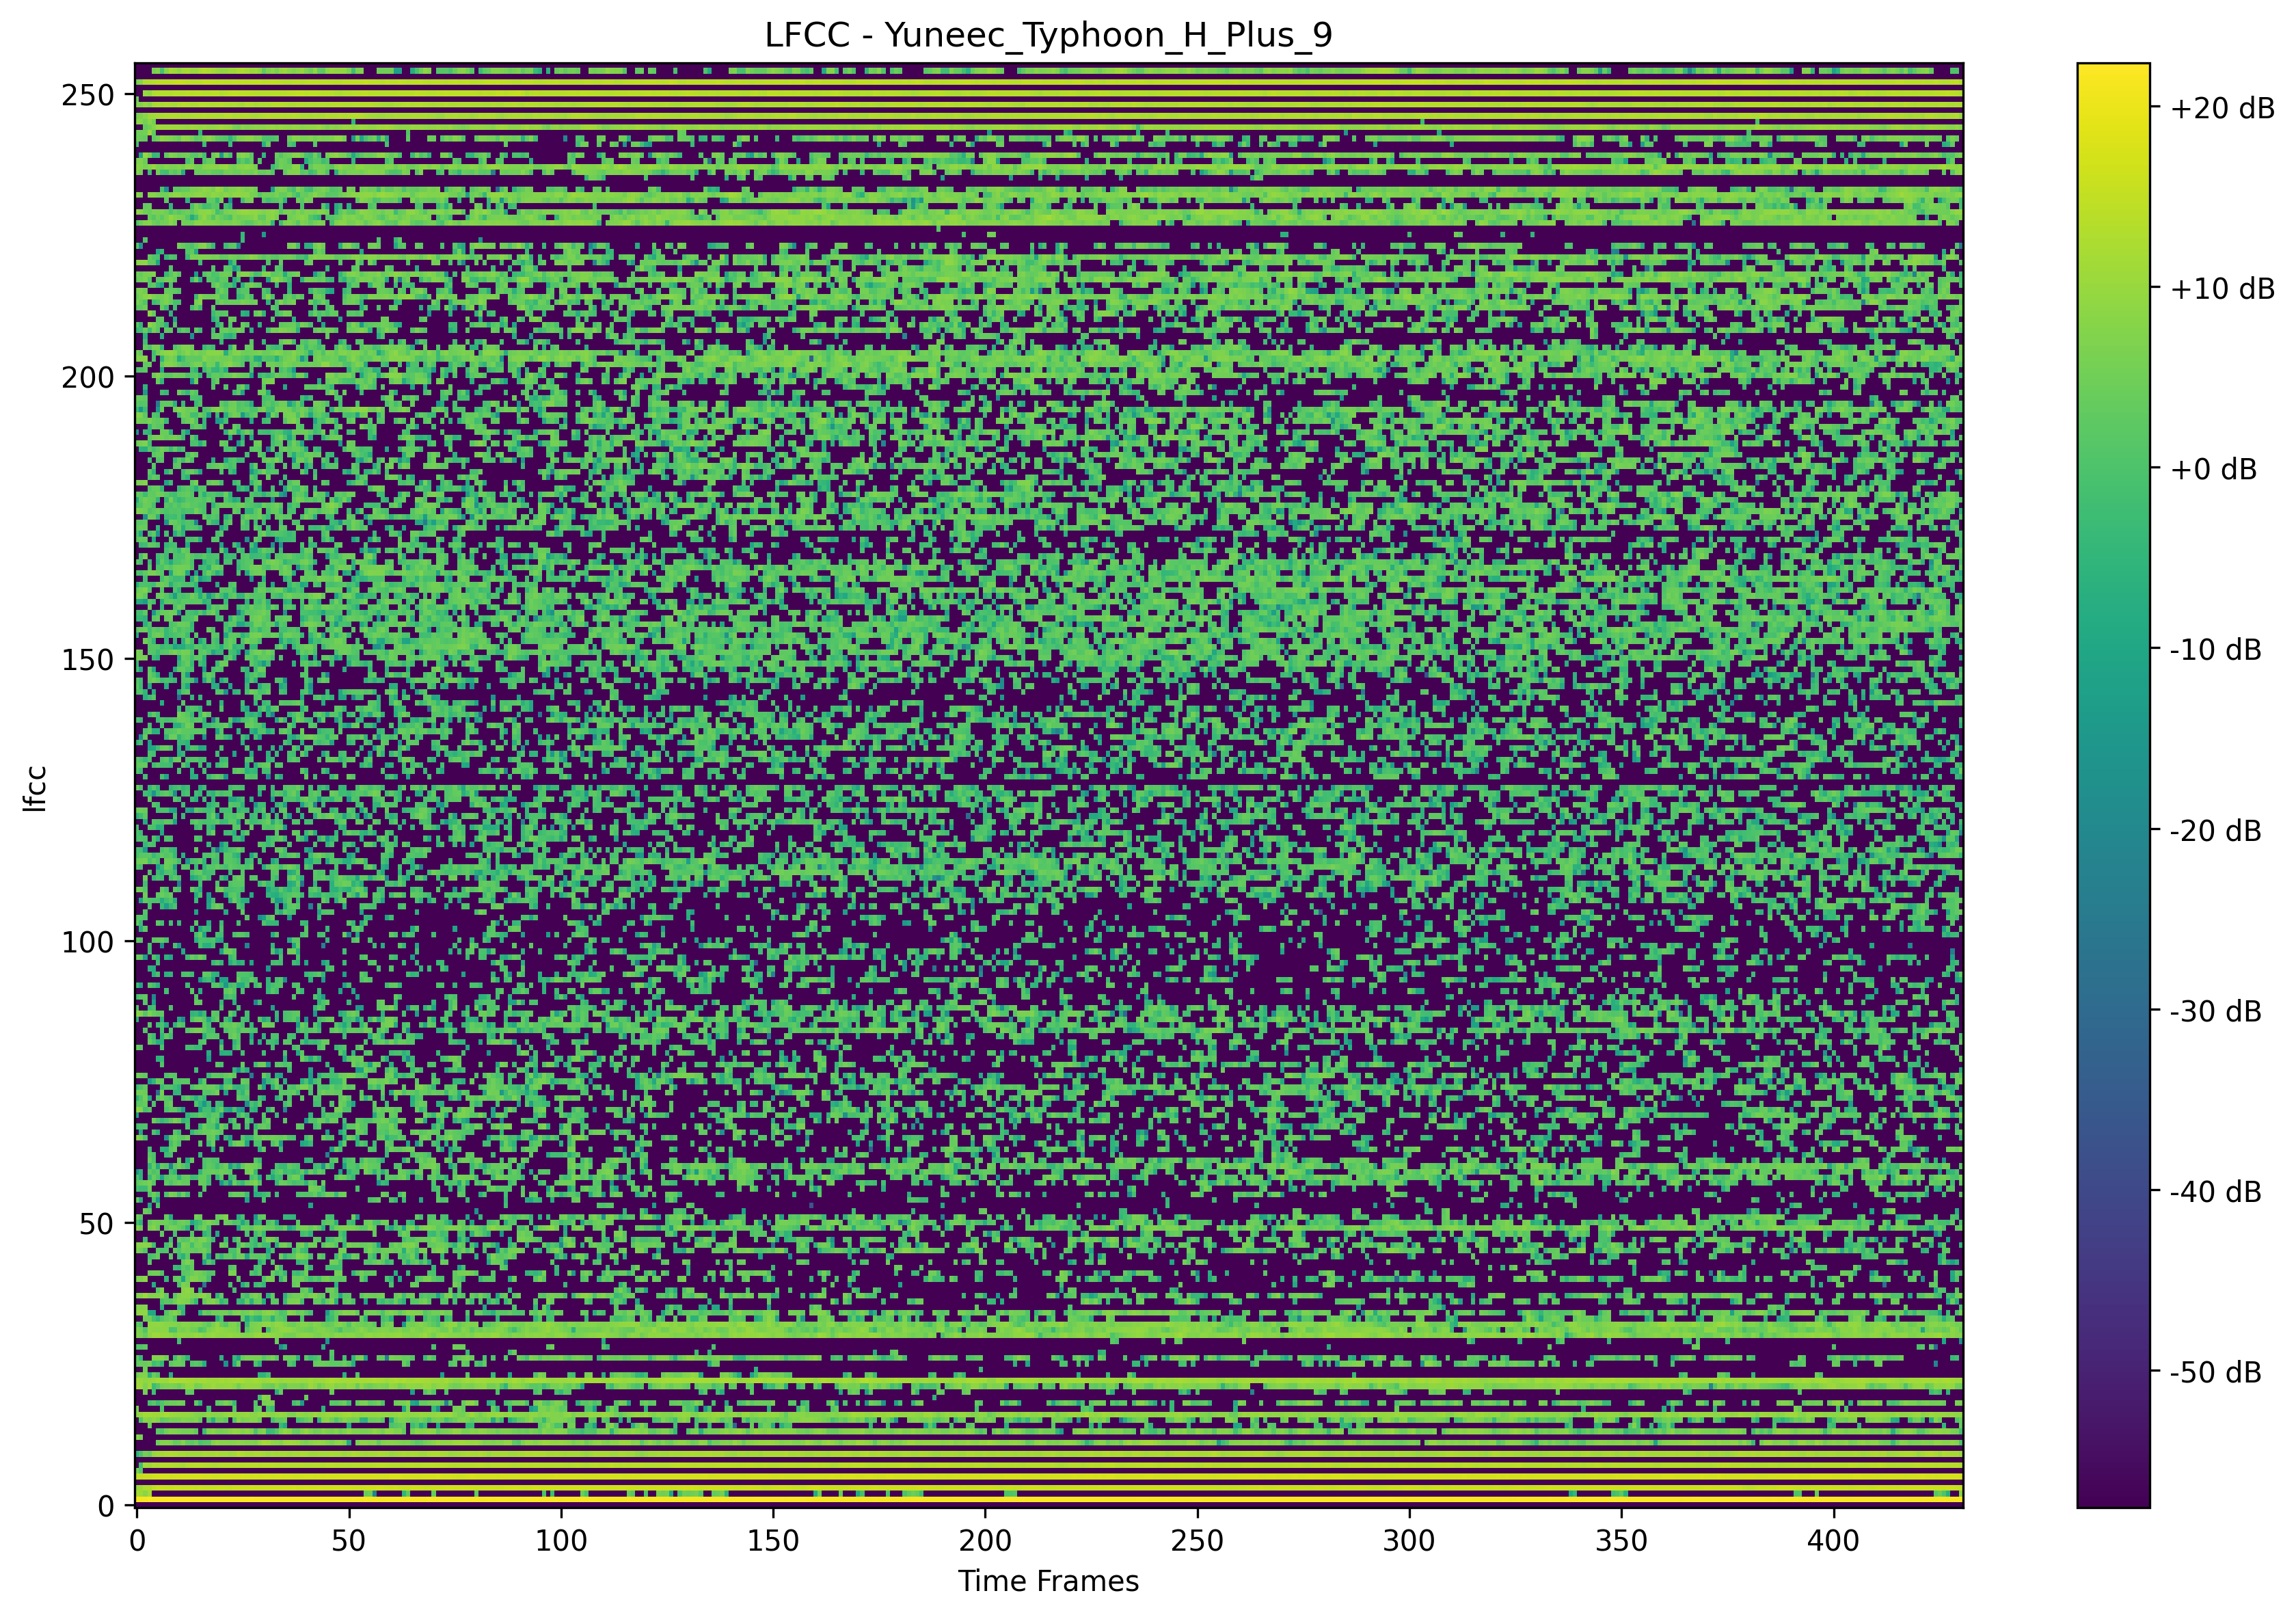 LFCC - Yuneec_Typhoon_H_Plus_9
250
200
150
100
50
0
lfcc
0 50 100 150 200 250 300 350 400
Time Frames
+20 dB
+10 dB
+0 dB
-10 dB
-20 dB
-30 dB
-40 dB
-50 dB